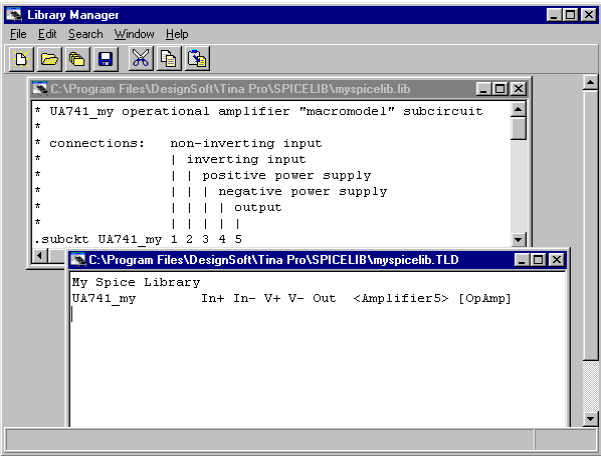 Library Manager
File Edit Search Window Help
C:\Program Files\DesignSoft\Tina Pro\SPICELIB\myspicelib.lib
* UA741_my operational amplifier "macromodel" subcircuit
*
* connections:   non-inverting input
*                | inverting input
*                | | positive power supply
*                | | | negative power supply
*                | | | | output
*                | | | | |
.subckt UA741_my 1 2 3 4 5
C:\Program Files\DesignSoft\Tina Pro\SPICELIB\myspicelib.TLD
My Spice Library
UA741_my        In+ In- V+ V- Out  <Amplifier5> [OpAmp]